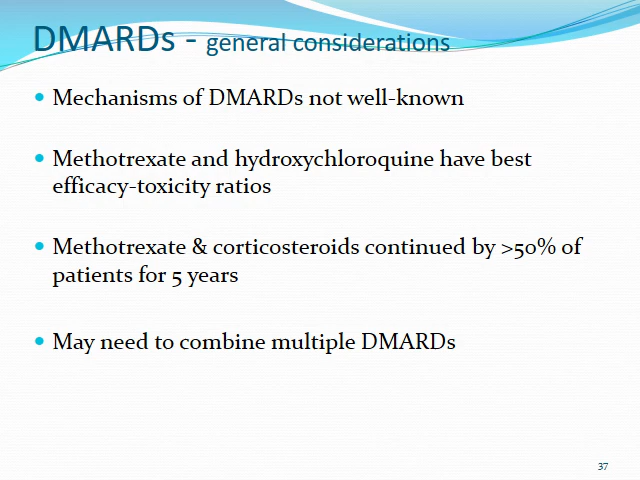 DMARDs - general considerations
• Mechanisms of DMARDs not well-known
• Methotrexate and hydroxychloroquine have best
efficacy-toxicity ratios
• Methotrexate & corticosteroids continued by >50% of
patients for 5 years
• May need to combine multiple DMARDs
37